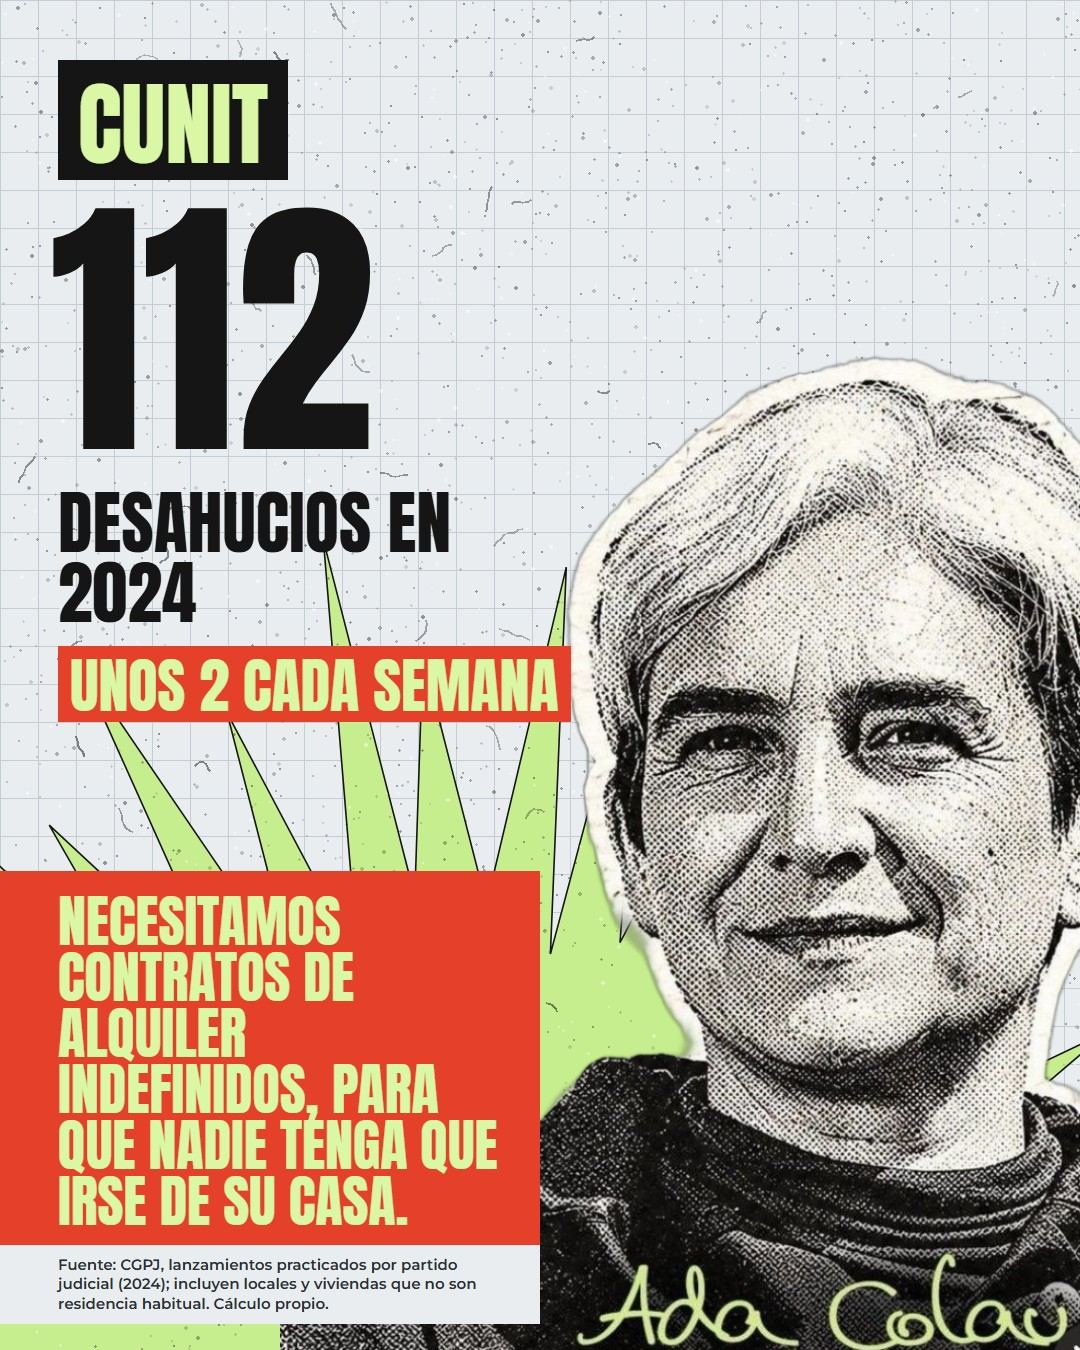 CUNIT
112
DESAHUCIOS EN
2024
UNOS 2 CADA SEMANA
NECESITAMOS
CONTRATOS DE
ALQUILER
INDEFINIDOS, PARA
QUE NADIE TENGA QUE
IRSE DE SU CASA.
Fuente: CGPJ, lanzamientos practicados por partido
judicial (2024); incluyen locales y viviendas que no son
residencia habitual. Cálculo propio.
Ada Colau